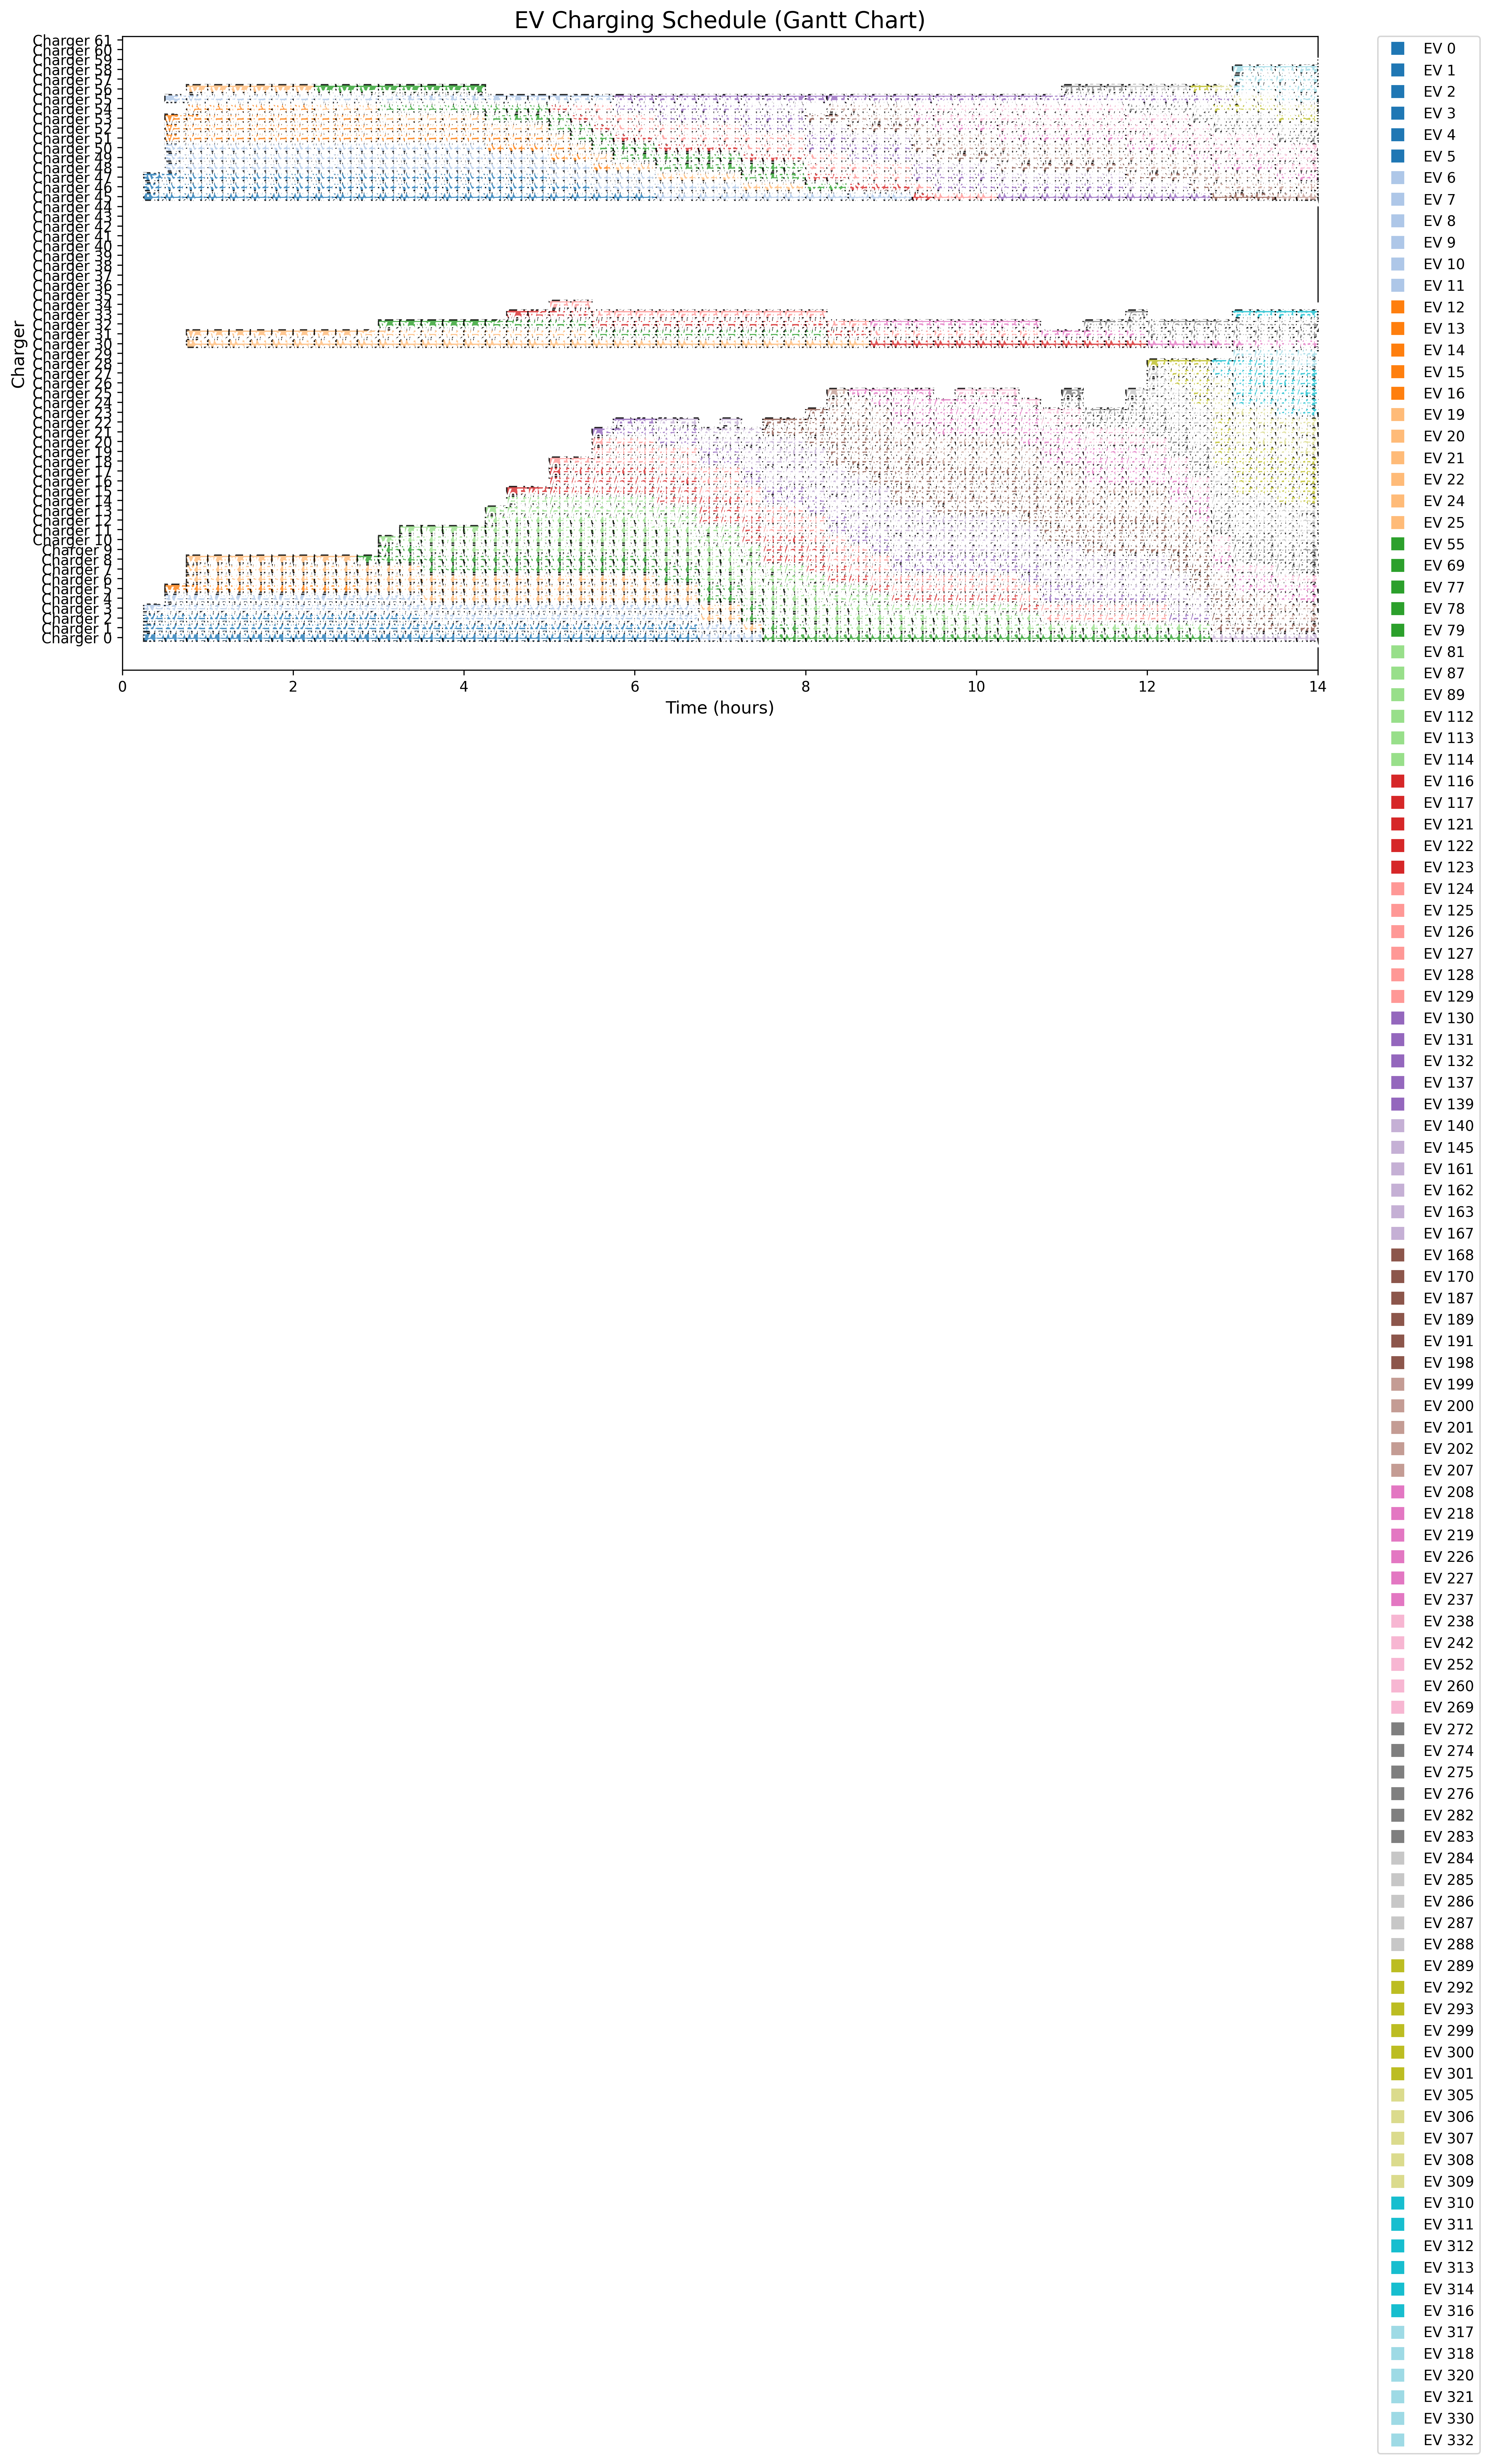 EV Charging Schedule (Gantt Chart)
Charger 61
Charger 60
Charger 59
Charger 58
Charger 57
Charger 56
Charger 55
Charger 54
Charger 53
Charger 52
Charger 51
Charger 50
Charger 49
Charger 48
Charger 47
Charger 46
Charger 45
Charger 44
Charger 43
Charger 42
Charger 41
Charger 40
Charger 39
Charger 38
Charger 37
Charger 36
Charger 35
Charger 34
Charger 33
Charger 32
Charger 31
Charger 30
Charger 29
Charger 28
Charger 27
Charger 26
Charger 25
Charger 24
Charger 23
Charger 22
Charger 21
Charger 20
Charger 19
Charger 18
Charger 17
Charger 16
Charger 15
Charger 14
Charger 13
Charger 12
Charger 11
Charger 10
Charger 9
Charger 8
Charger 7
Charger 6
Charger 5
Charger 4
Charger 3
Charger 2
Charger 1
Charger 0
Charger
0 2 4 6 8 10 12 14
Time (hours)
EV 0
EV 1
EV 2
EV 3
EV 4
EV 5
EV 6
EV 7
EV 8
EV 9
EV 10
EV 11
EV 12
EV 13
EV 14
EV 15
EV 16
EV 19
EV 20
EV 21
EV 22
EV 24
EV 25
EV 55
EV 69
EV 77
EV 78
EV 79
EV 81
EV 87
EV 89
EV 112
EV 113
EV 114
EV 116
EV 117
EV 121
EV 122
EV 123
EV 124
EV 125
EV 126
EV 127
EV 128
EV 129
EV 130
EV 131
EV 132
EV 137
EV 139
EV 140
EV 145
EV 161
EV 162
EV 163
EV 167
EV 168
EV 170
EV 187
EV 189
EV 191
EV 198
EV 199
EV 200
EV 201
EV 202
EV 207
EV 208
EV 218
EV 219
EV 226
EV 227
EV 237
EV 238
EV 242
EV 252
EV 260
EV 269
EV 272
EV 274
EV 275
EV 276
EV 282
EV 283
EV 284
EV 285
EV 286
EV 287
EV 288
EV 289
EV 292
EV 293
EV 299
EV 300
EV 301
EV 305
EV 306
EV 307
EV 308
EV 309
EV 310
EV 311
EV 312
EV 313
EV 314
EV 316
EV 317
EV 318
EV 320
EV 321
EV 330
EV 332